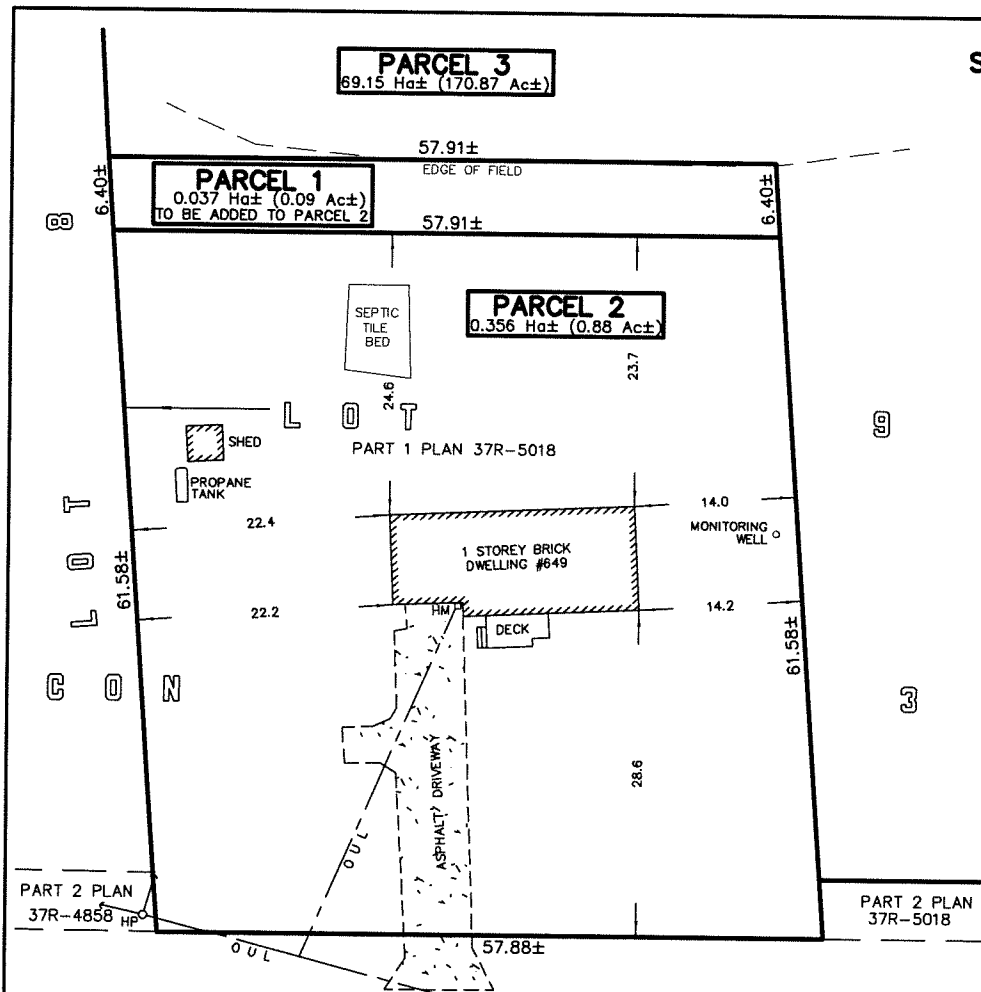 S
PARCEL 3
69.15 Ha± (170.87 Ac±)
57.91±
EDGE OF FIELD
6.40±
PARCEL 1
0.037 Ha± (0.09 Ac±)
TO BE ADDED TO PARCEL 2
6.40±
57.91±
8
PARCEL 2
0.356 Ha± (0.88 Ac±)
SEPTIC
TILE
BED
24.6
23.7
LOT
9
PART 1 PLAN 37R-5018
SHED
PROPANE
TANK
LOT
22.4
14.0
MONITORING
WELL
1 STOREY BRICK
DWELLING #649
61.58±
22.2
HM
14.2
DECK
61.58±
CON
3
ASPHALT DRIVEWAY
28.6
OUL
PART 2 PLAN
37R-4858
HP
OUL
57.88±
PART 2 PLAN
37R-5018